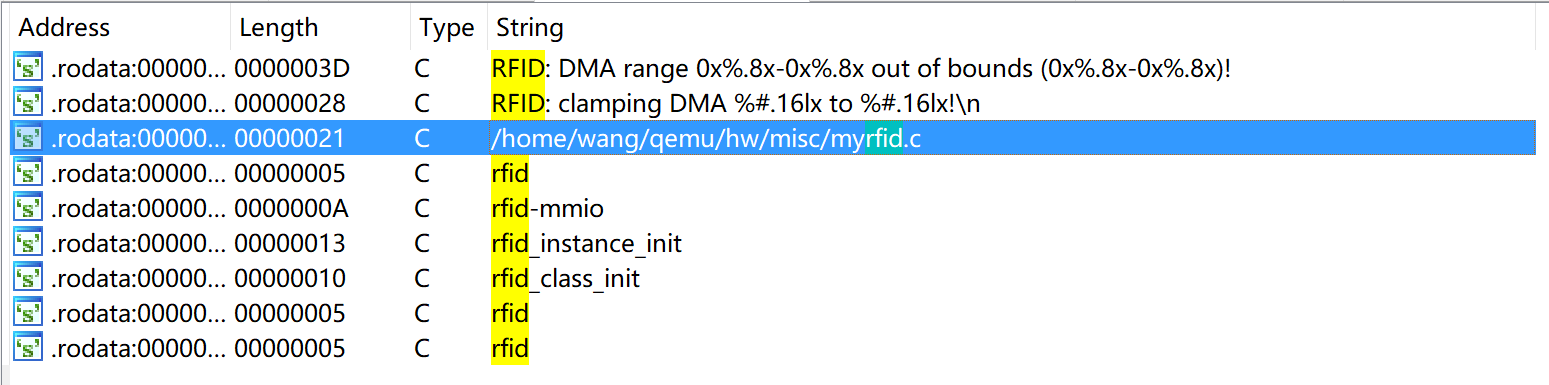 Address Length Type String
.rodata:00000... 0000003D C RFID: DMA range 0x%.8x-0x%.8x out of bounds (0x%.8x-0x%.8x)!
.rodata:00000... 00000028 C RFID: clamping DMA %#.16lx to %#.16lx!\n
.rodata:00000... 00000021 C /home/wang/qemu/hw/misc/myrfid.c
.rodata:00000... 00000005 C rfid
.rodata:00000... 0000000A C rfid-mmio
.rodata:00000... 00000013 C rfid_instance_init
.rodata:00000... 00000010 C rfid_class_init
.rodata:00000... 00000005 C rfid
.rodata:00000... 00000005 C rfid